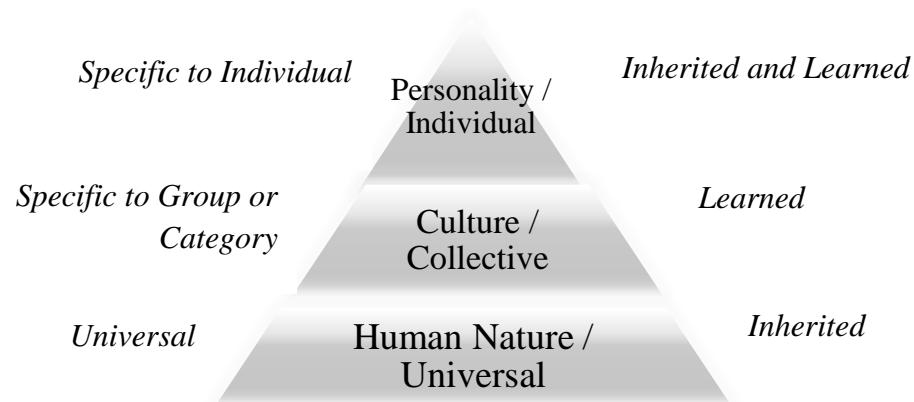 Specific to Individual
Personality /
Individual
Inherited and Learned
Specific to Group or
Category
Culture /
Collective
Learned
Universal
Human Nature /
Universal
Inherited